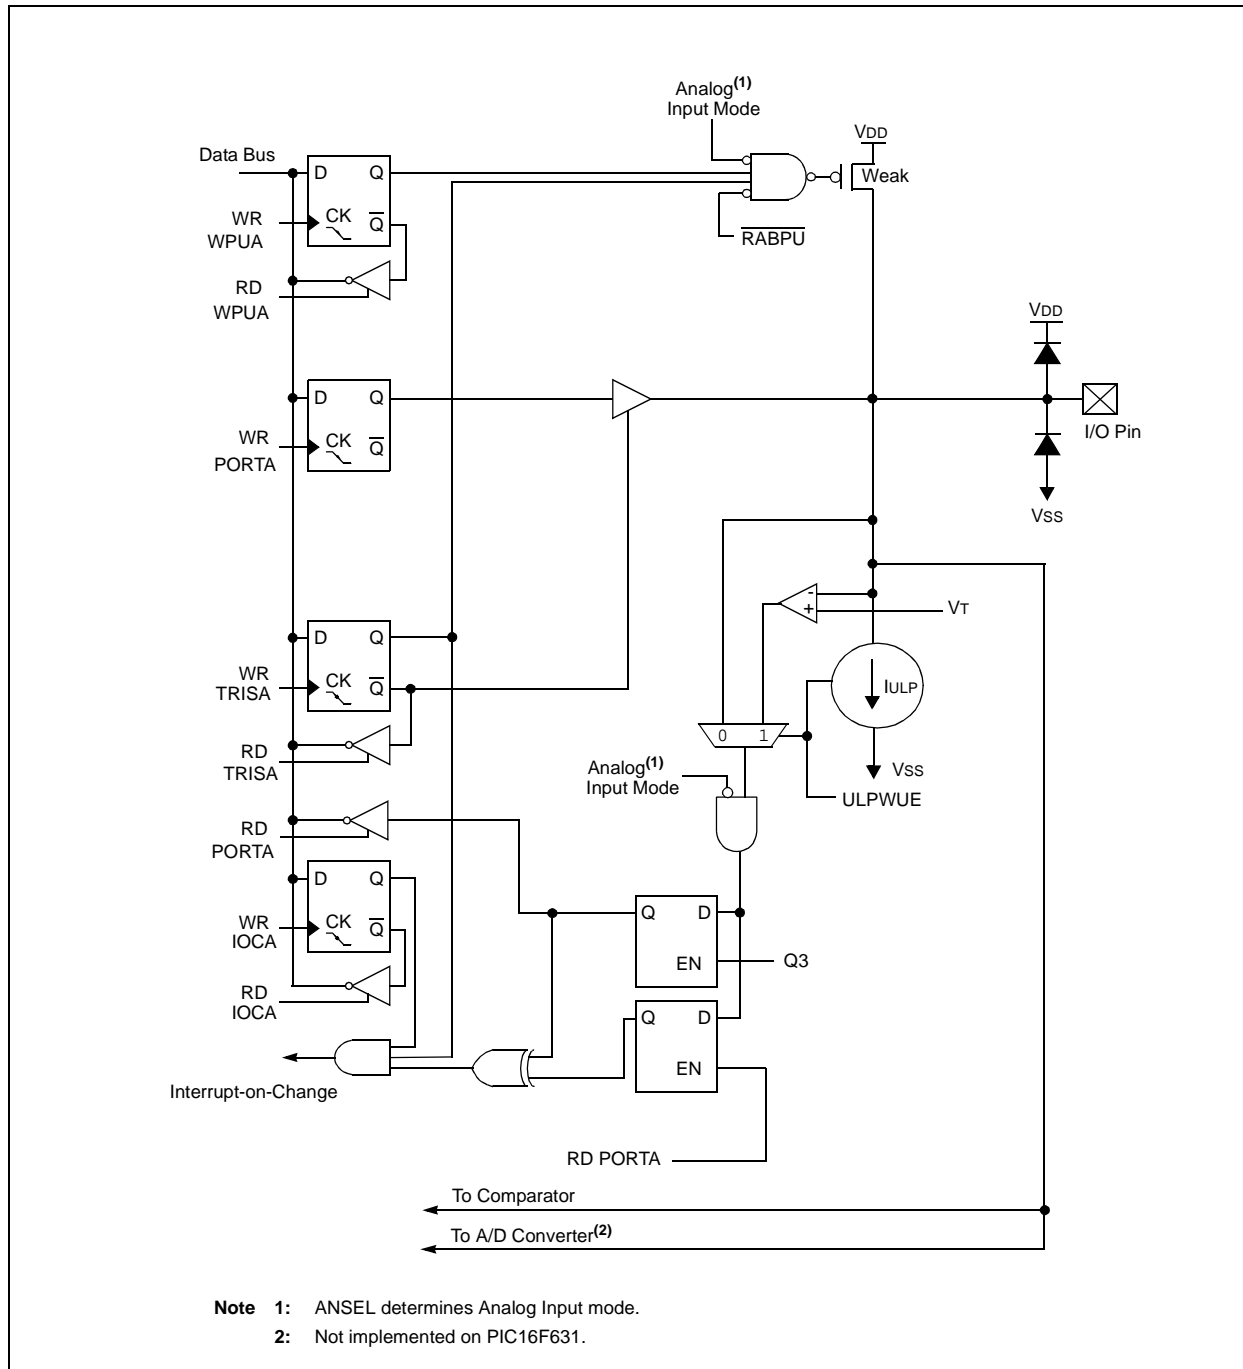 Analog(1)
Input Mode
VDD
Data Bus
D Q
Weak
WR
WPUA
CK Q
RABPU
RD
WPUA
VDD
D Q
WR
PORTA
CK Q
I/O Pin
VSS
D Q
-
+
VT
WR
TRISA
CK Q
IULP
0 1
RD
TRISA
Analog(1)
Input Mode
VSS
ULPWUE
RD
PORTA
D Q
Q D
WR
IOCA
CK Q
EN
Q3
RD
IOCA
Q D
EN
Interrupt-on-Change
RD PORTA
To Comparator
To A/D Converter(2)
Note 1: ANSEL determines Analog Input mode.
2: Not implemented on PIC16F631.